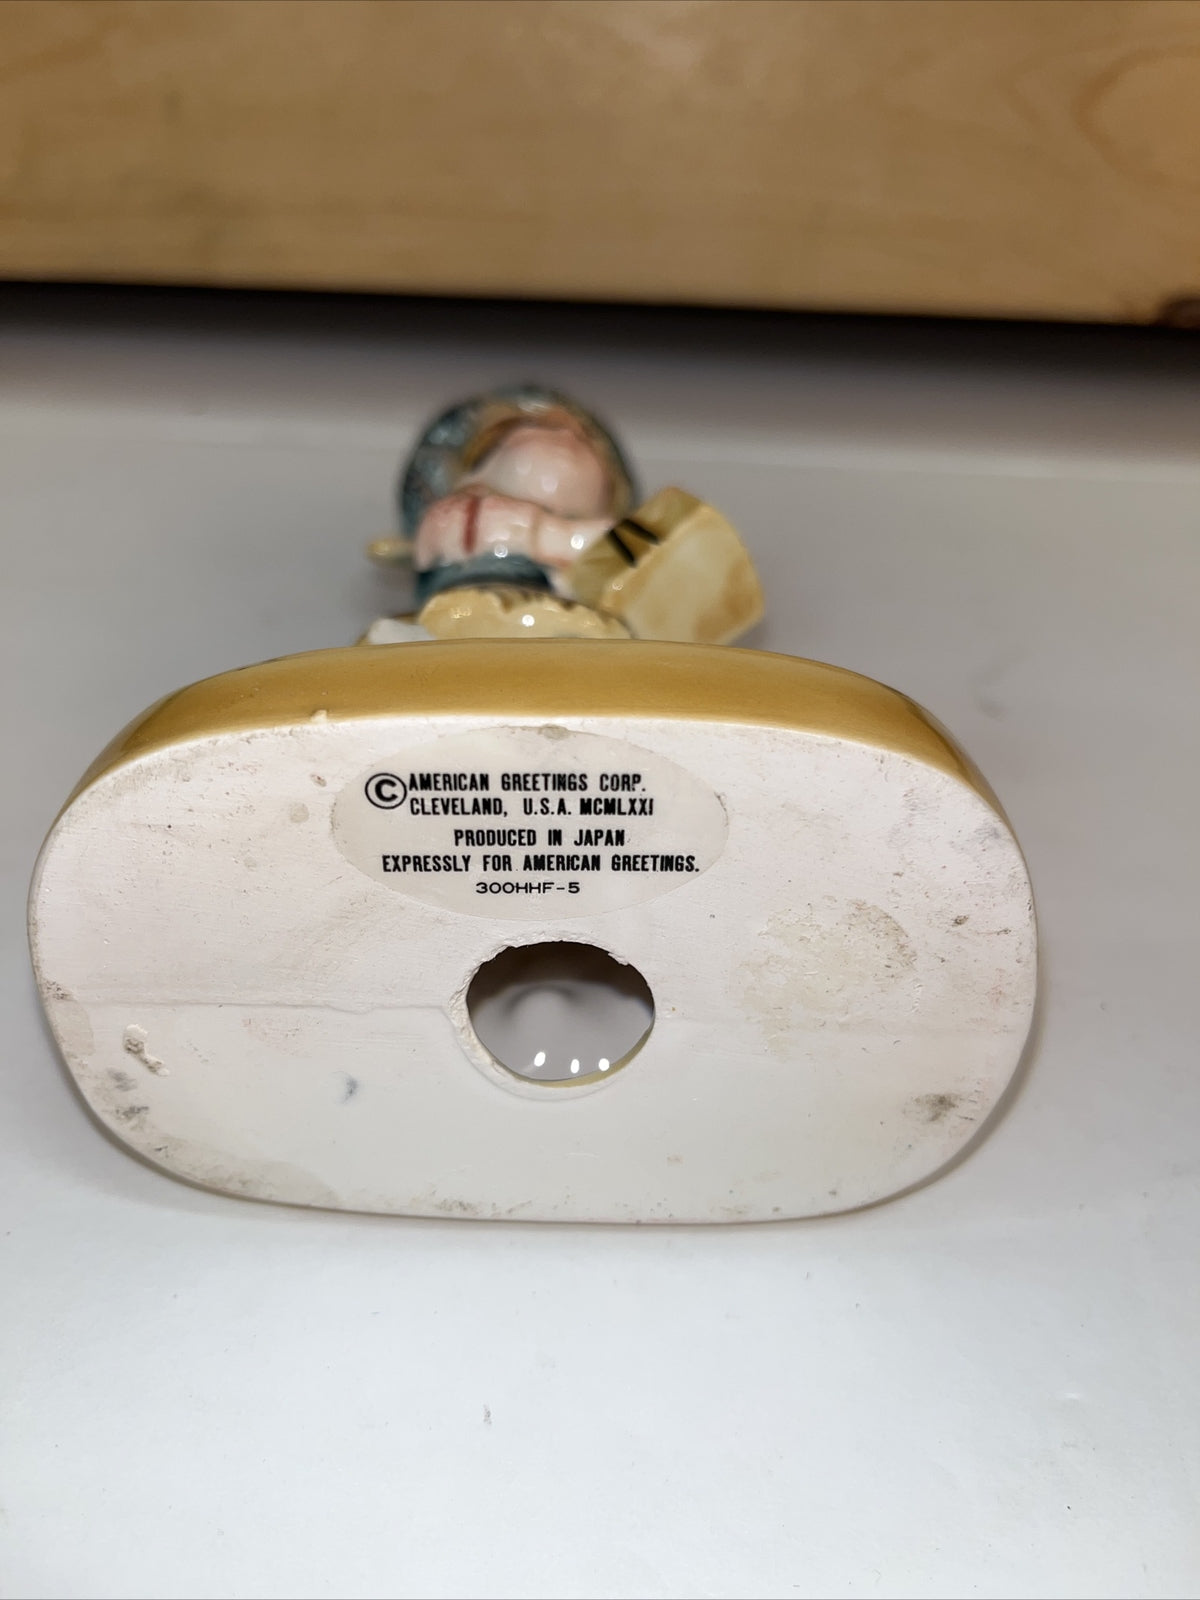 © AMERICAN GREETINGS CORP.
CLEVELAND, U.S.A. MCMLXXI
PRODUCED IN JAPAN
EXPRESSLY FOR AMERICAN GREETINGS.
300HHF-5